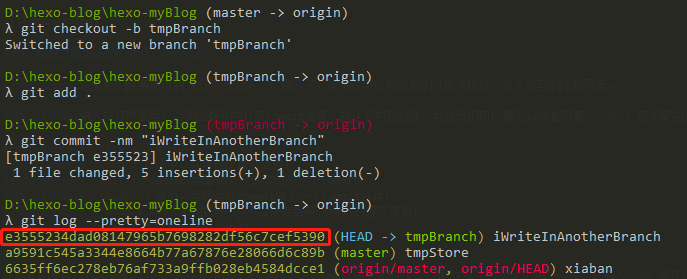 D:\hexo-blog\hexo-myBlog (master -> origin)
λ git checkout -b tmpBranch
Switched to a new branch 'tmpBranch'
D:\hexo-blog\hexo-myBlog (tmpBranch -> origin)
λ git add .
D:\hexo-blog\hexo-myBlog (tmpBranch -> origin)
λ git commit -nm "iWriteInAnotherBranch"
[tmpBranch e355523] iWriteInAnotherBranch
 1 file changed, 5 insertions(+), 1 deletion(-)
D:\hexo-blog\hexo-myBlog (tmpBranch -> origin)
λ git log --pretty=oneline
e3555234dad08147965b7698282df56c7cef5390 (HEAD -> tmpBranch) iWriteInAnotherBranch
a9591c545a3344e8664b77a67876e28066d6c89b (master) tmpStore
6635ff6ec278eb76af733a9ffb028eb4584dcce1 (origin/master, origin/HEAD) xiaban